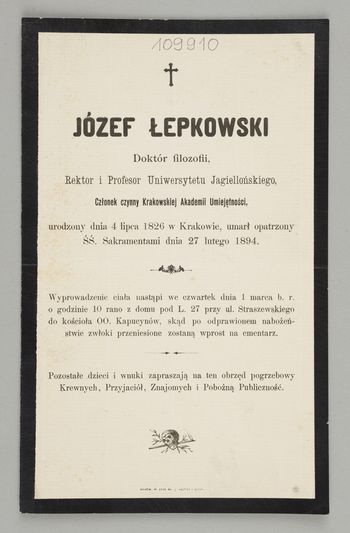 109910
JÓZEF ŁEPKOWSKI
Doktór filozofii,
Rektor i Profesor Uniwersytetu Jagiellońskiego,
Członek czynny Krakowskiéj Akademii Umiejętności,
urodzony dnia 4 lipca 1826 w Krakowie, umarł opatrzony
ŚŚ. Sakramentami dnia 27 lutego 1894.
Wyprowadzenie ciała nastąpi we czwartek dnia 1 marca b. r.
o godzinie 10 rano z domu pod L. 27 przy ul. Straszewskiego
do kościoła OO. Kapucynów, skąd po odprawionem nabożeń-
stwie zwłoki przeniesione zostaną wprost na cmentarz.
Pozostałe dzieci i wnuki zapraszają na ten obrzęd pogrzebowy
Krewnych, Przyjaciół, Znajomych i Pobożną Publiczność.